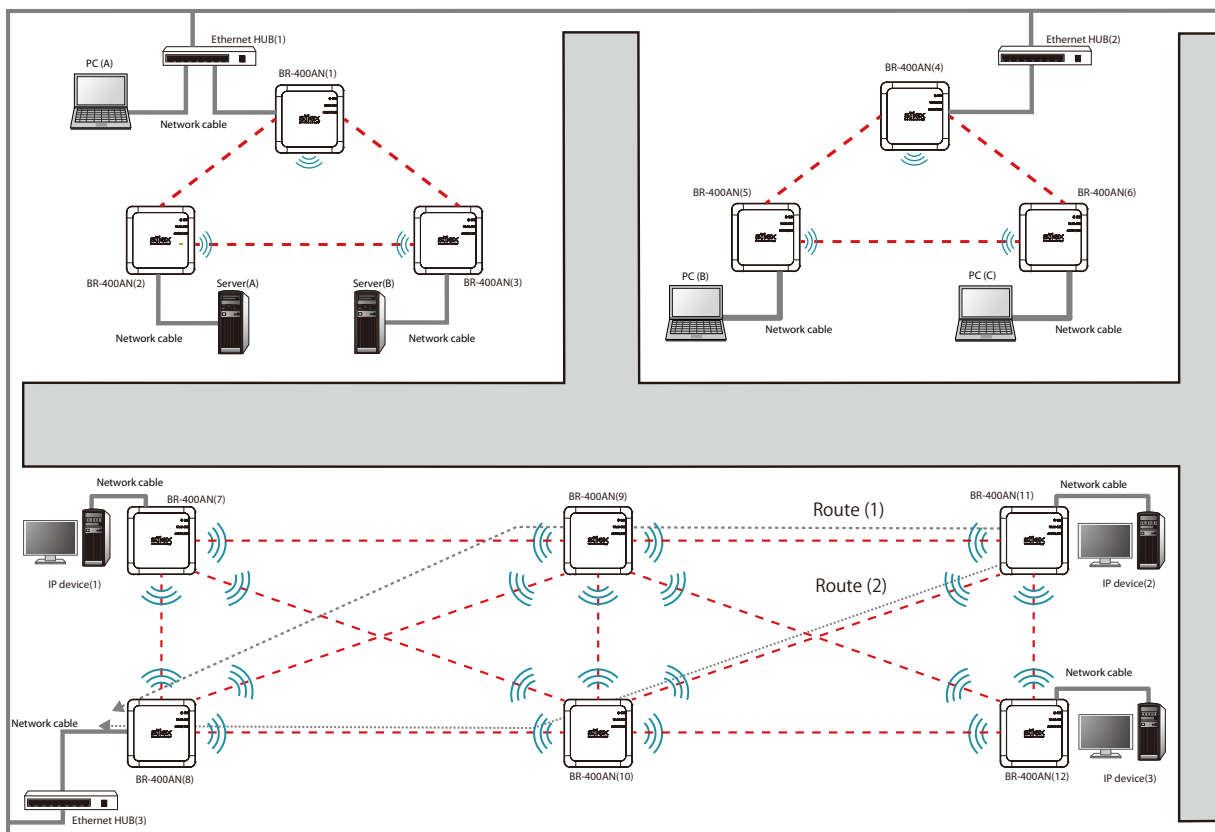 Ethernet HUB(1)
PC (A)
BR-400AN(1)
Network cable
BR-400AN(2)
Server(A)
Server(B)
BR-400AN(3)
Network cable
Network cable
Ethernet HUB(2)
BR-400AN(4)
BR-400AN(5)
BR-400AN(6)
PC (B)
PC (C)
Network cable
Network cable
Network cable
BR-400AN(7)
BR-400AN(9)
BR-400AN(11)
Network cable
Route (1)
IP device(1)
IP device(2)
Route (2)
Network cable
Network cable
BR-400AN(8)
BR-400AN(10)
BR-400AN(12)
IP device(3)
Ethernet HUB(3)